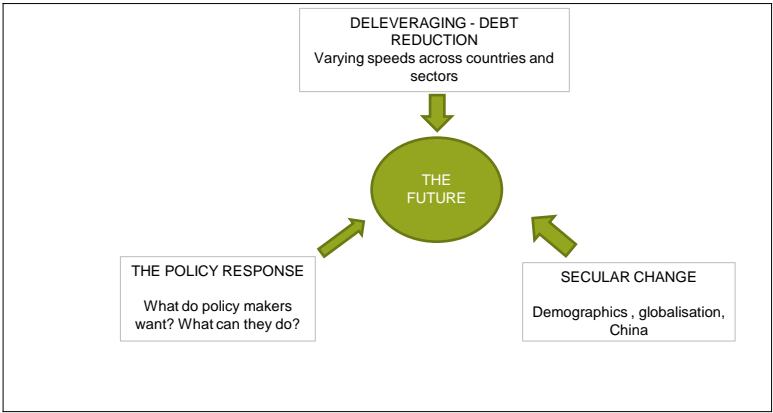 DELEVERAGING - DEBT
REDUCTION
Varying speeds across countries and
sectors
THE
FUTURE
THE POLICY RESPONSE
What do policy makers
want? What can they do?
SECULAR CHANGE
Demographics , globalisation,
China